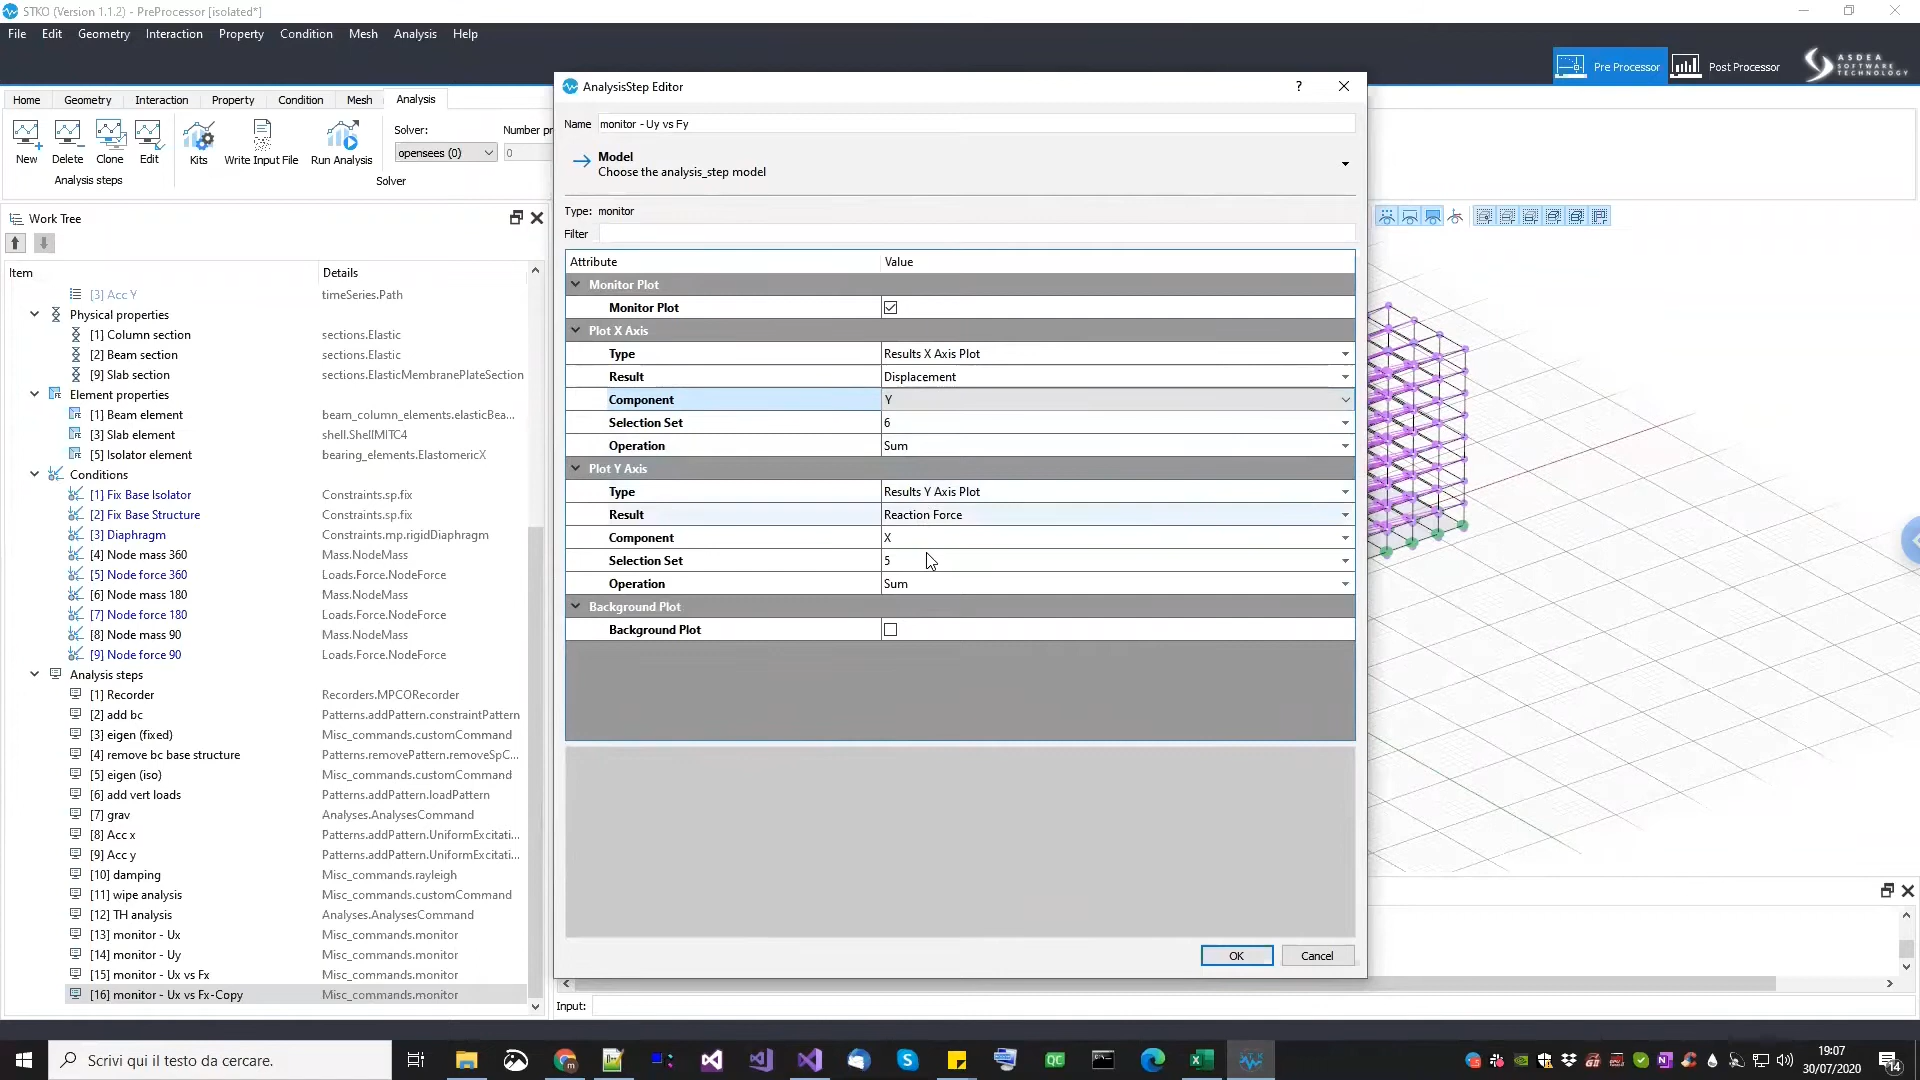 STKO (Version 1.1.2) - PreProcessor [isolated*]
File Edit Geometry Interaction Property Condition Mesh Analysis Help
Pre Processor Post Processor ASDEA SOFTWARE TECHNOLOGY
Home Geometry Interaction Property Condition Mesh Analysis
New Delete Clone Edit Kits Write Input File Run Analysis
Solver: Number pr
opensees (0) 0
Analysis steps Solver
Work Tree
Item Details
[3] Acc Y timeSeries.Path
Physical properties
[1] Column section sections.Elastic
[2] Beam section sections.Elastic
[9] Slab section sections.ElasticMembranePlateSection
Element properties
[1] Beam element beam_column_elements.elasticBea...
[3] Slab element shell.ShellMITC4
[5] Isolator element bearing_elements.ElastomericX
Conditions
[1] Fix Base Isolator Constraints.sp.fix
[2] Fix Base Structure Constraints.sp.fix
[3] Diaphragm Constraints.mp.rigidDiaphragm
[4] Node mass 360 Mass.NodeMass
[5] Node force 360 Loads.Force.NodeForce
[6] Node mass 180 Mass.NodeMass
[7] Node force 180 Loads.Force.NodeForce
[8] Node mass 90 Mass.NodeMass
[9] Node force 90 Loads.Force.NodeForce
Analysis steps
[1] Recorder Recorders.MPCORecorder
[2] add bc Patterns.addPattern.constraintPattern
[3] eigen (fixed) Misc_commands.customCommand
[4] remove bc base structure Patterns.removePattern.removeSpC...
[5] eigen (iso) Misc_commands.customCommand
[6] add vert loads Patterns.addPattern.loadPattern
[7] grav Analyses.AnalysesCommand
[8] Acc x Patterns.addPattern.UniformExcitati...
[9] Acc y Patterns.addPattern.UniformExcitati...
[10] damping Misc_commands.rayleigh
[11] wipe analysis Misc_commands.customCommand
[12] TH analysis Analyses.AnalysesCommand
[13] monitor - Ux Misc_commands.monitor
[14] monitor - Uy Misc_commands.monitor
[15] monitor - Ux vs Fx Misc_commands.monitor
[16] monitor - Ux vs Fx-Copy Misc_commands.monitor
AnalysisStep Editor ?
Name monitor - Uy vs Fy
Model
Choose the analysis_step model
Type: monitor
Filter
Attribute Value
Monitor Plot
Monitor Plot
Plot X Axis
Type Results X Axis Plot
Result Displacement
Component Y
Selection Set 6
Operation Sum
Plot Y Axis
Type Results Y Axis Plot
Result Reaction Force
Component X
Selection Set 5
Operation Sum
Background Plot
Background Plot
OK Cancel
Input:
Scrivi qui il testo da cercare.
QC
19:07
30/07/2020
14